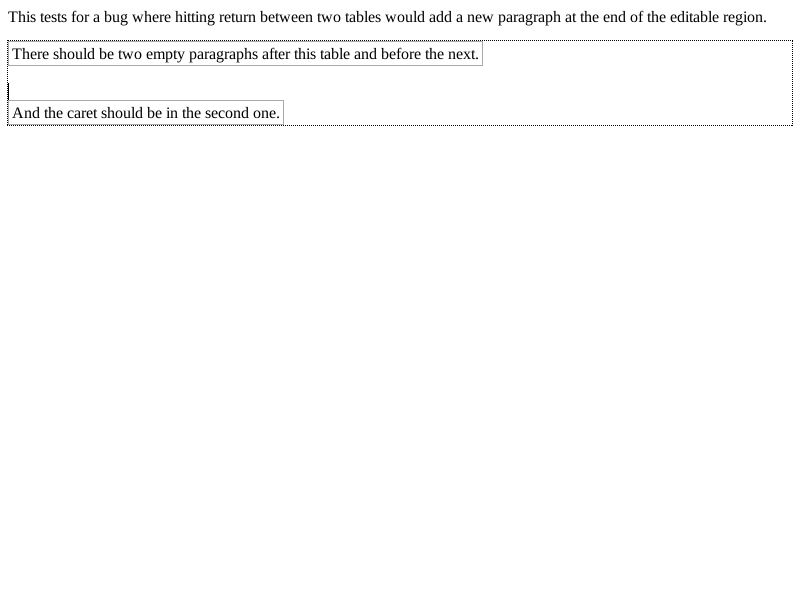 This tests for a bug where hitting return between two tables would add a new paragraph at the end of the editable region.
There should be two empty paragraphs after this table and before the next.
And the caret should be in the second one.